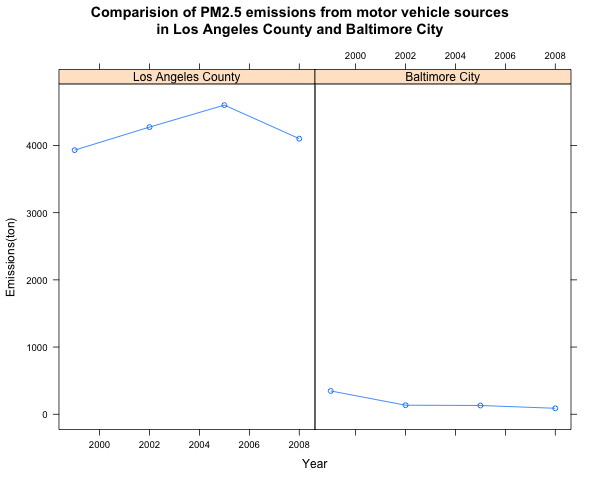 Comparision of PM2.5 emissions from motor vehicle sources
in Los Angeles County and Baltimore City
2000 2002 2004 2006 2008
Los Angeles County Baltimore City
4000
3000
2000
1000
0
Emissions(ton)
2000 2002 2004 2006 2008
Year